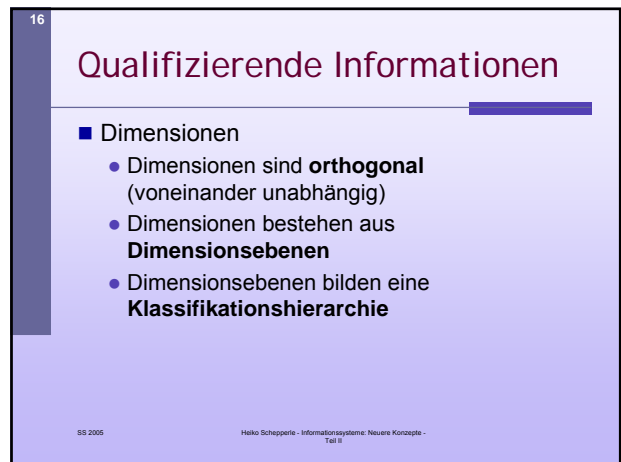 16
Qualifizierende Informationen
Dimensionen
Dimensionen sind orthogonal
(voneinander unabhängig)
Dimensionen bestehen aus
Dimensionsebenen
Dimensionsebenen bilden eine
Klassifikationshierarchie
SS 2005
Heiko Schepperle - Informationssysteme: Neuere Konzepte -
Teil II